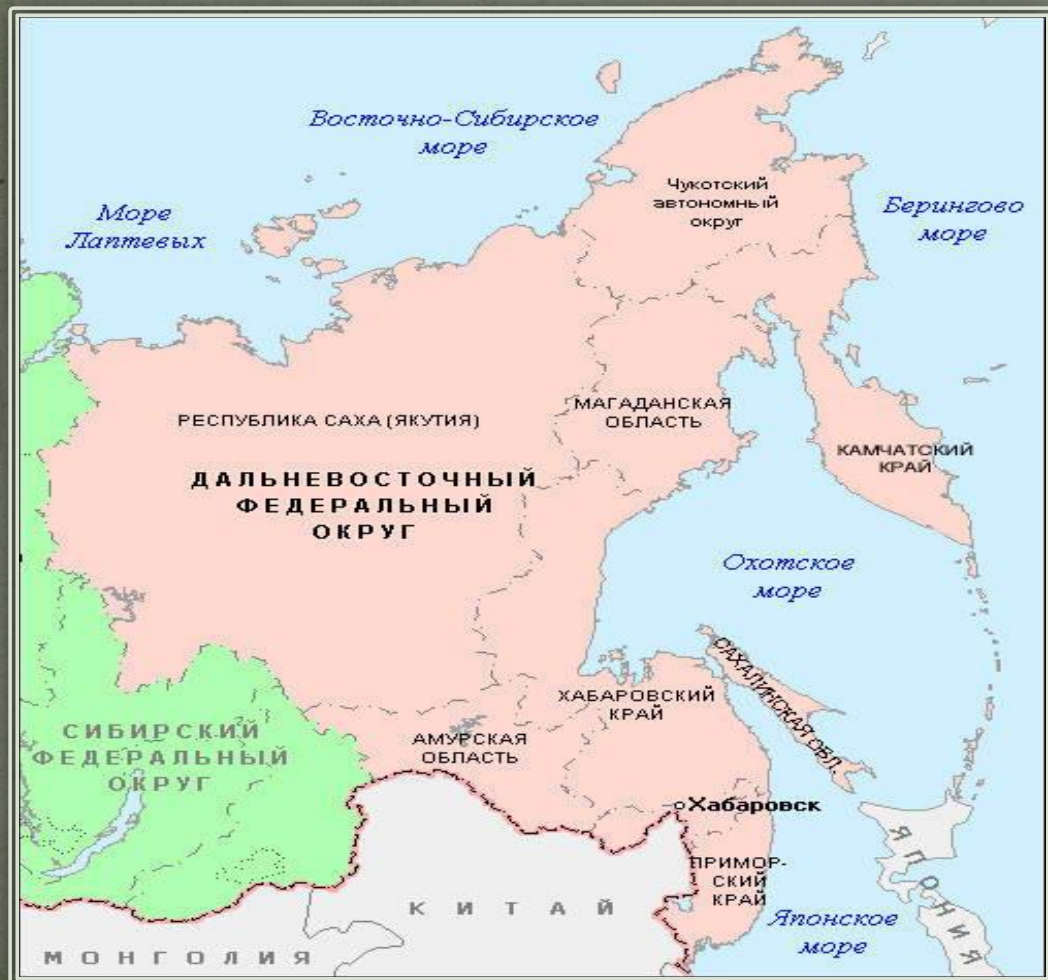 Восточно-Сибирское
море
Море
Лаптевых
Чукотский
автономный
округ
Берингово
море
РЕСПУБЛИКА САХА (ЯКУТИЯ)
МАГАДАНСКАЯ
ОБЛАСТЬ
КАМЧАТСКИЙ
КРАЙ
ДАЛЬНЕВОСТОЧНЫЙ
ФЕДЕРАЛЬНЫЙ
ОКРУГ
Охотское
море
САХАЛИНСКАЯ ОБЛ.
ХАБАРОВСКИЙ
КРАЙ
СИБИРСКИЙ
ФЕДЕРАЛЬНЫЙ
ОКРУГ
АМУРСКАЯ
ОБЛАСТЬ
Хабаровск
ПРИМОР-
СКИЙ
КРАЙ
ЯПОНИЯ
КИТАЙ
Японское
море
МОНГОЛИЯ